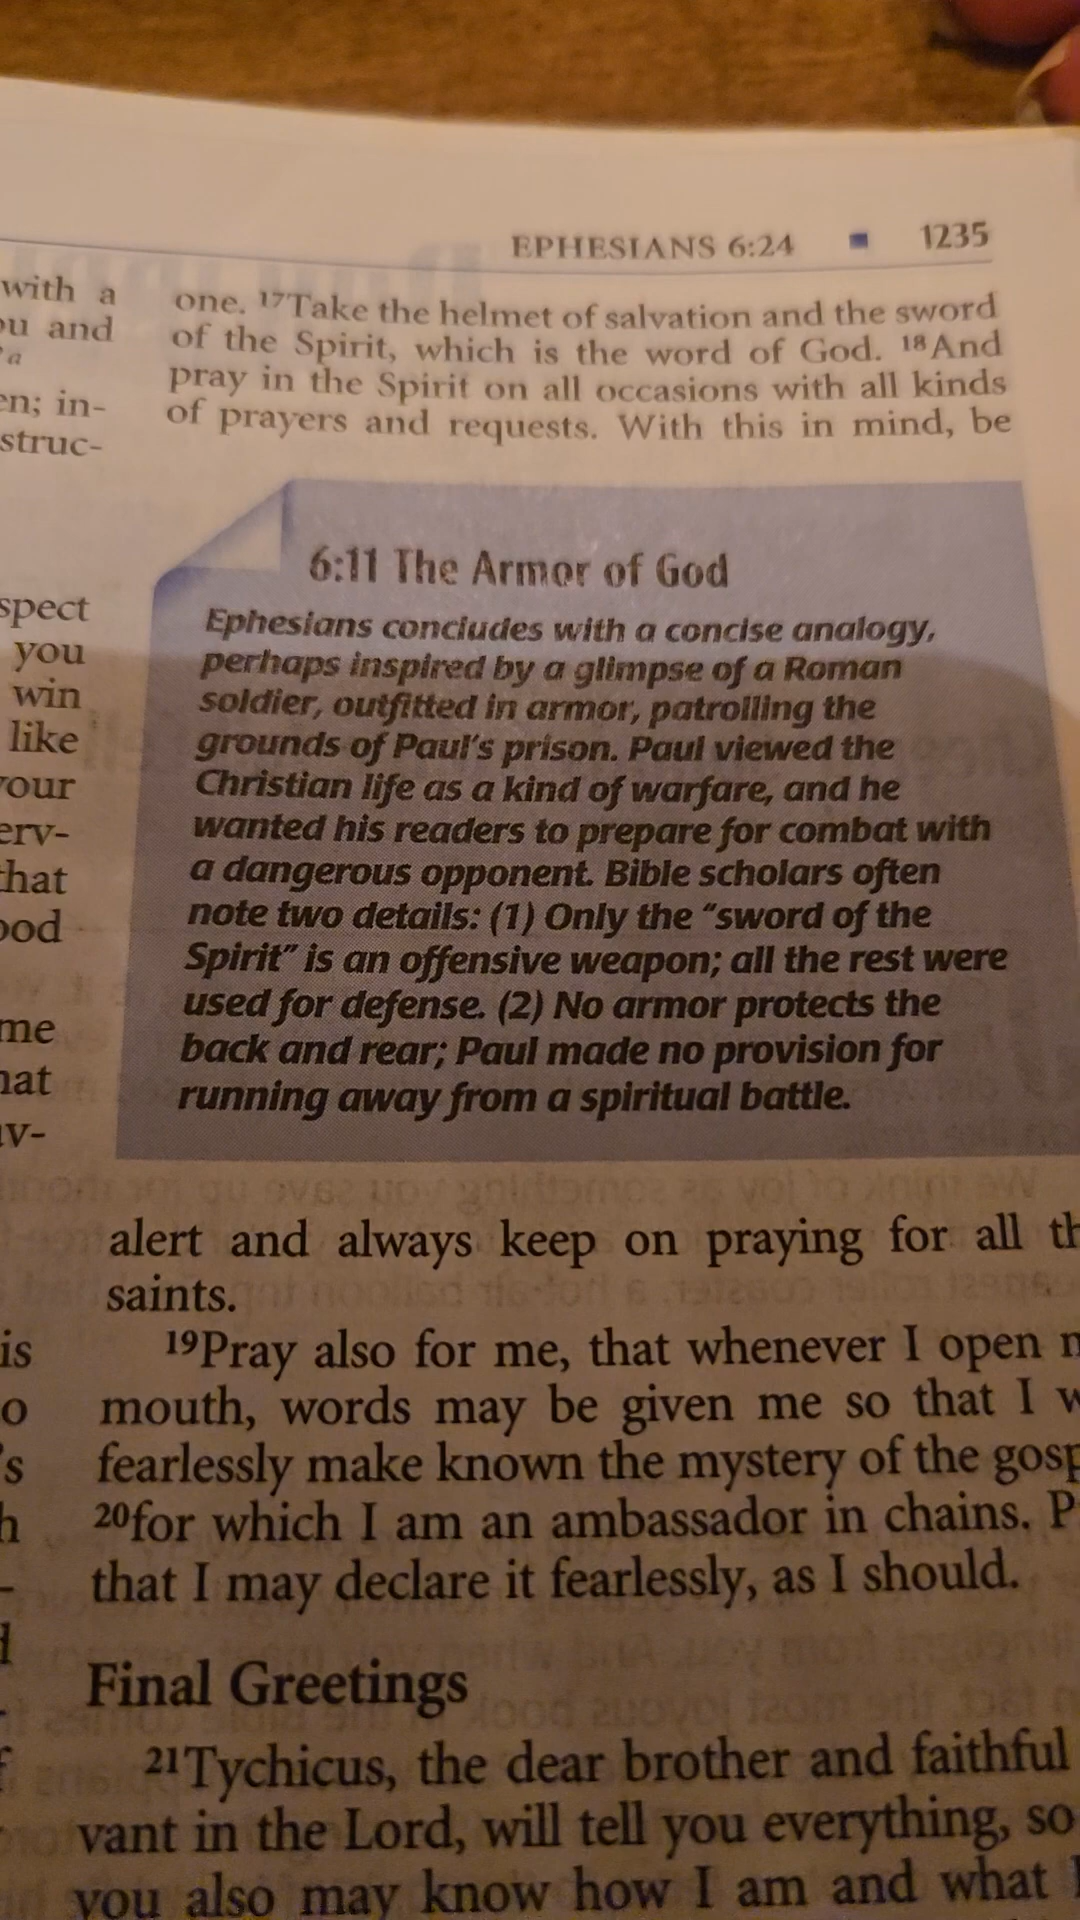 EPHESIANS 6:24 ■ 1235
with a
ou and
a
en; in-
struc-
spect
you
win
like
your
erv-
that
ood
me
hat
av-
is
o
's
h
one. 17Take the helmet of salvation and the sword
of the Spirit, which is the word of God. 18And
pray in the Spirit on all occasions with all kinds
of prayers and requests. With this in mind, be
6:11 The Armor of God
Ephesians concludes with a concise analogy,
perhaps inspired by a glimpse of a Roman
soldier, outfitted in armor, patrolling the
grounds of Paul's prison. Paul viewed the
Christian life as a kind of warfare, and he
wanted his readers to prepare for combat with
a dangerous opponent. Bible scholars often
note two details: (1) Only the “sword of the
Spirit” is an offensive weapon; all the rest were
used for defense. (2) No armor protects the
back and rear; Paul made no provision for
running away from a spiritual battle.
alert and always keep on praying for all th
saints.
19Pray also for me, that whenever I open m
mouth, words may be given me so that I w
fearlessly make known the mystery of the gosp
20for which I am an ambassador in chains. P
that I may declare it fearlessly, as I should.
Final Greetings
21Tychicus, the dear brother and faithful
vant in the Lord, will tell you everything, so
you also may know how I am and what I